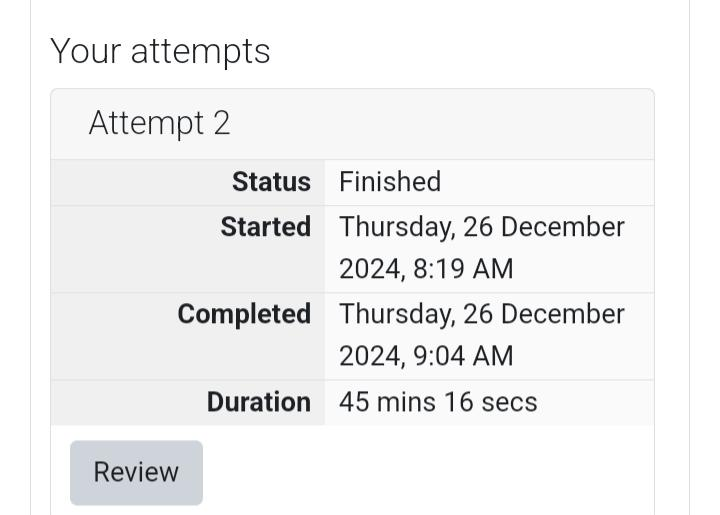 Your attempts
Attempt 2
Status Finished
Started Thursday, 26 December
2024, 8:19 AM
Completed Thursday, 26 December
2024, 9:04 AM
Duration 45 mins 16 secs
Review